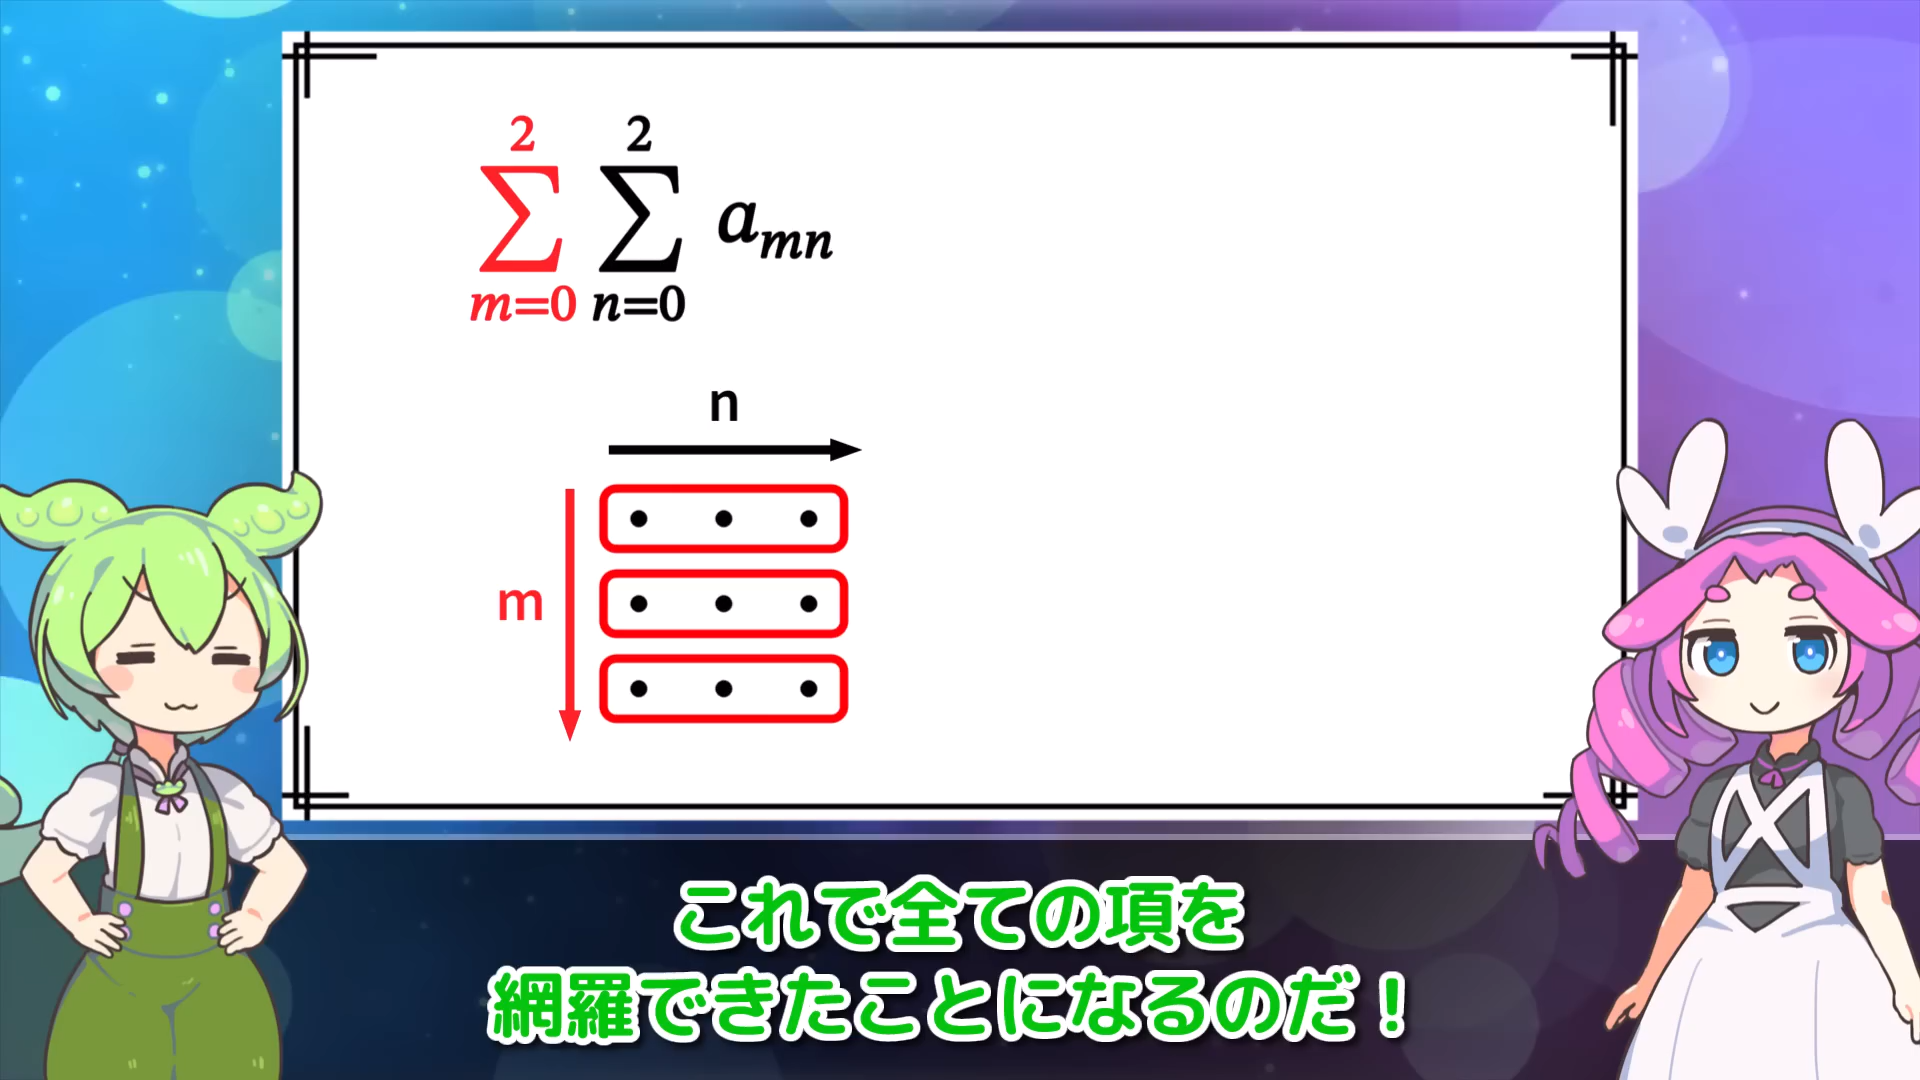 2 2
∑ ∑ aₘₙ
m=0 n=0
n
m
これで全ての項を
網羅できたことになるのだ！